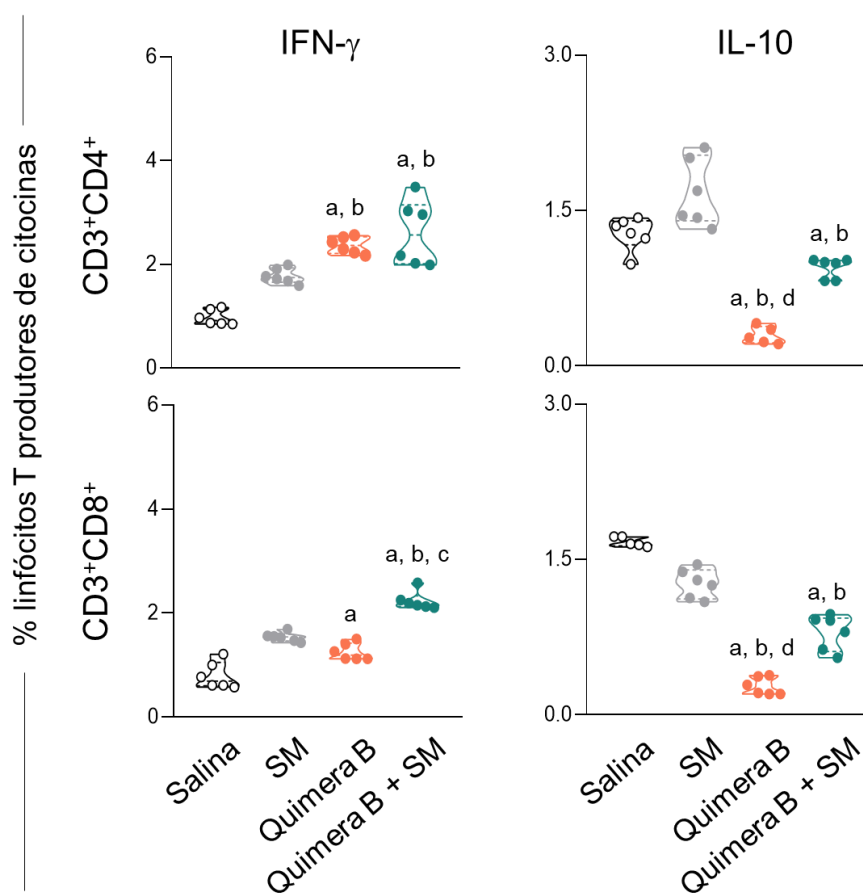 IFN-γ
IL-10
% linfócitos T produtores de citocinas
CD3⁺CD4⁺
6
4
2
0
a, b
a, b
3.0
1.5
0.0
a, b, d
a, b
CD3⁺CD8⁺
6
4
2
0
a
a, b, c
3.0
1.5
0.0
a, b, d
a, b
Salina
SM
Quimera B
Quimera B + SM
Salina
SM
Quimera B
Quimera B + SM